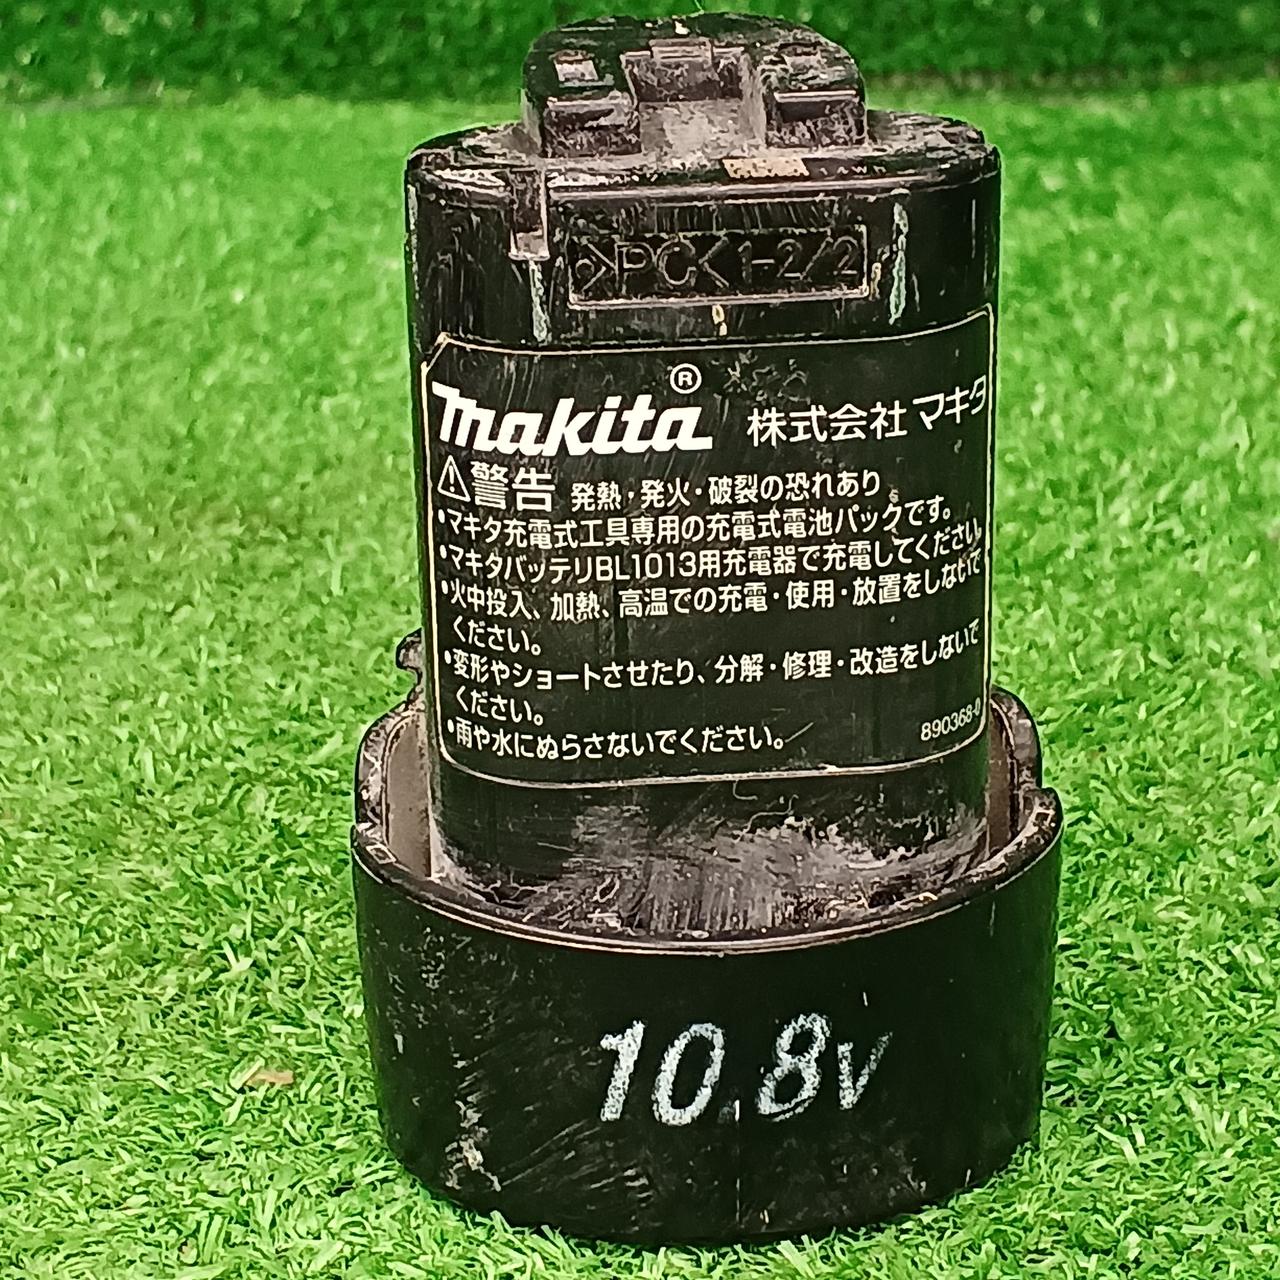 >PC< 1-2/2
makita® 株式会社 マキタ
⚠警告 発熱・発火・破裂の恐れあり
•マキタ充電式工具専用の充電式電池パックです。
•マキタバッテリBL1013用充電器で充電してください。
•火中投入、加熱、高温での充電・使用・放置をしないで
ください。
•変形やショートさせたり、分解・修理・改造をしないで
ください。
•雨や水にぬらさないでください。
890368-0
10.8v